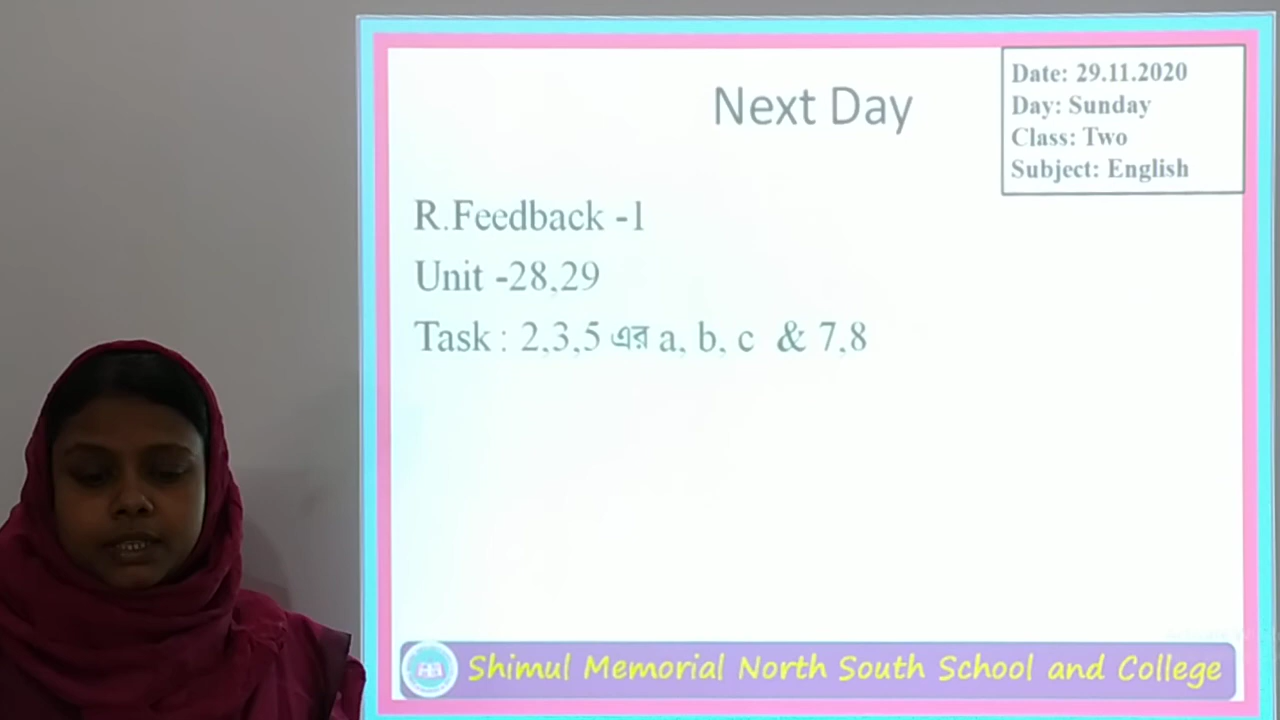 Next Day
Date: 29.11.2020
Day: Sunday
Class: Two
Subject: English
R.Feedback -1
Unit -28,29
Task : 2,3,5 এর a, b, c & 7,8
Shimul Memorial North South School and College